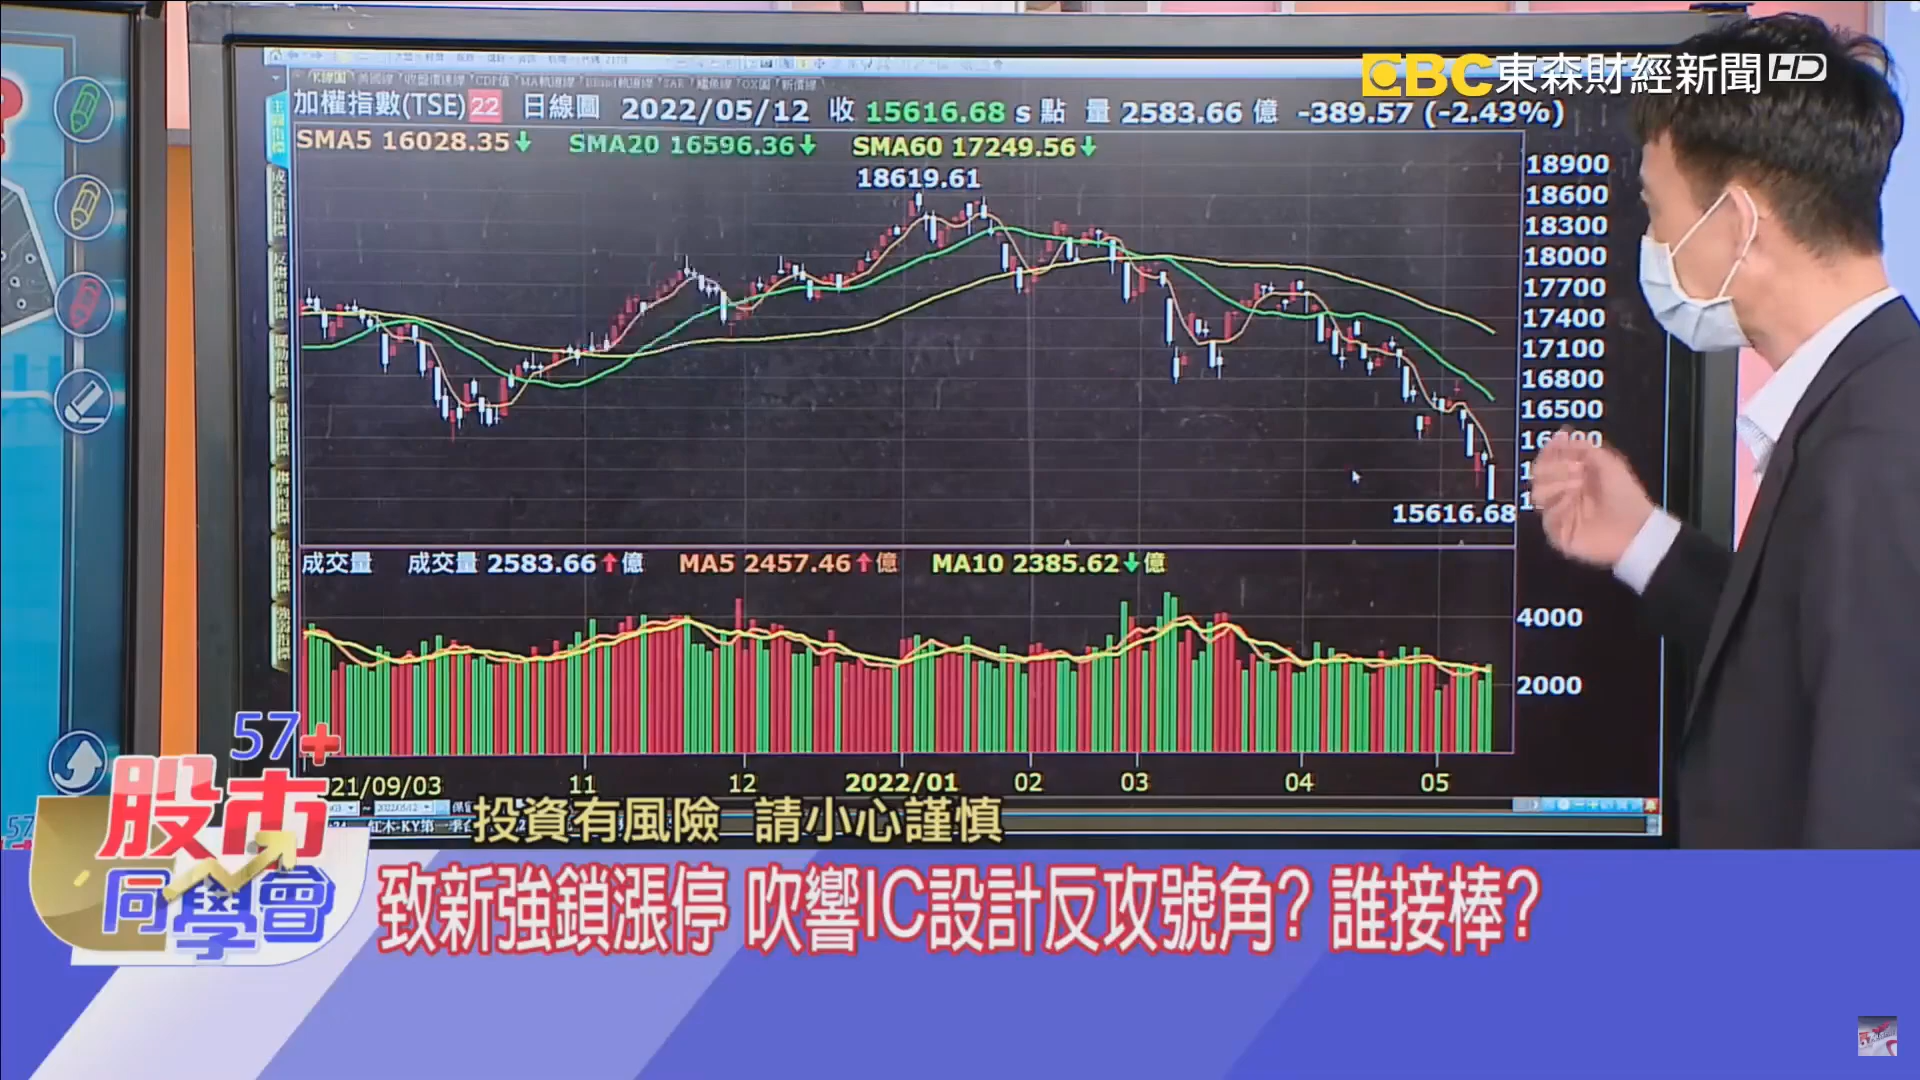 EBC東森財經新聞HD
K線圖
加權指數(TSE) 22 日線圖 2022/05/12 收 15616.68 s 點 量 2583.66 億 -389.57 (-2.43%)
SMA5 16028.35↓ SMA20 16596.36↓ SMA60 17249.56↓
18619.61
18900
18600
18300
18000
17700
17400
17100
16800
16500
15616.68
成交量 成交量 2583.66↑億 MA5 2457.46↑億 MA10 2385.62↓億
4000
2000
21/09/03 11 12 2022/01 02 03 04 05
投資有風險 請小心謹慎
57+
股市
同學會
致新強鎖漲停 吹響IC設計反攻號角? 誰接棒?